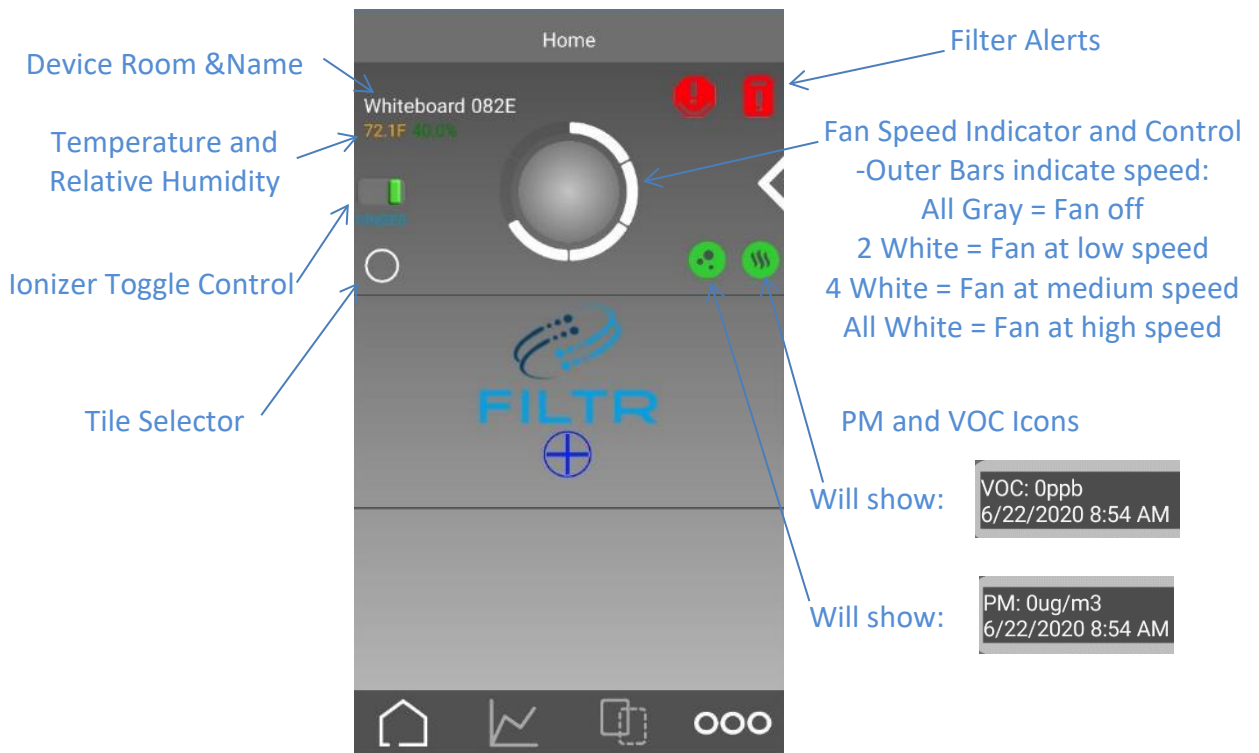 Home
Device Room &Name
Filter Alerts
Whiteboard 082E
72.1F 40.0%
Temperature and
Relative Humidity
Fan Speed Indicator and Control
-Outer Bars indicate speed:
All Gray = Fan off
2 White = Fan at low speed
4 White = Fan at medium speed
All White = Fan at high speed
Ionizer Toggle Control
FILTR
Tile Selector
PM and VOC Icons
Will show:
VOC: 0ppb
6/22/2020 8:54 AM
Will show:
PM: 0ug/m3
6/22/2020 8:54 AM